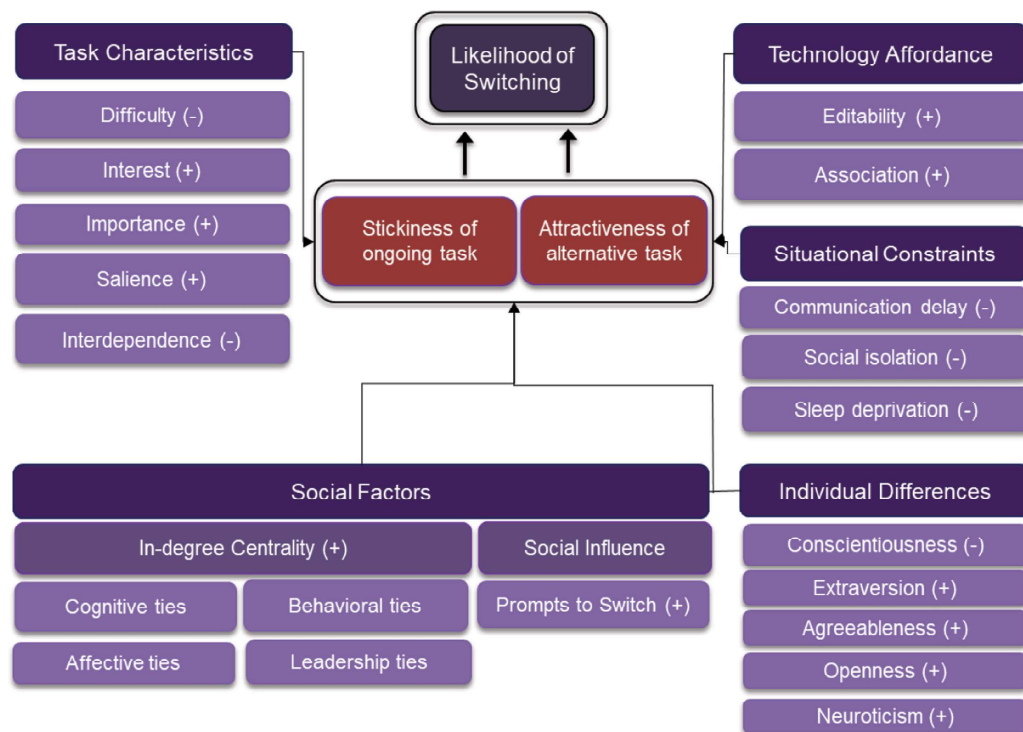 Task Characteristics
Difficulty (-)
Interest (+)
Importance (+)
Salience (+)
Interdependence (-)
Likelihood of
Switching
Stickiness of
ongoing task
Attractiveness of
alternative task
Technology Affordance
Editability (+)
Association (+)
Situational Constraints
Communication delay (-)
Social isolation (-)
Sleep deprivation (-)
Social Factors
In-degree Centrality (+)
Social Influence
Cognitive ties
Behavioral ties
Prompts to Switch (+)
Affective ties
Leadership ties
Individual Differences
Conscientiousness (-)
Extraversion (+)
Agreeableness (+)
Openness (+)
Neuroticism (+)